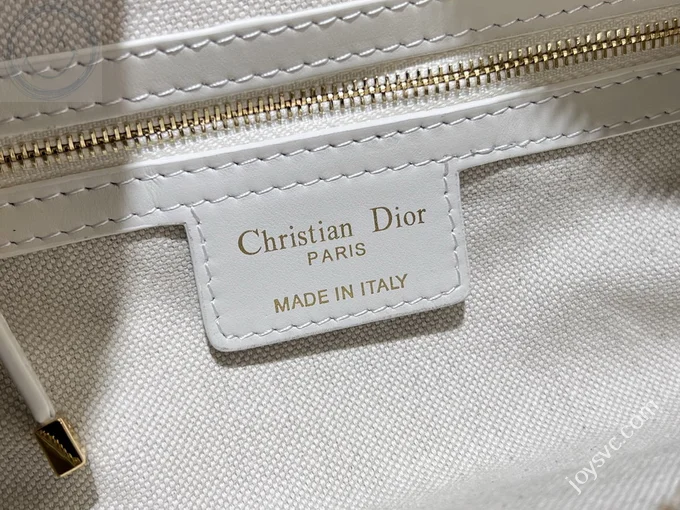 Christian Dior
PARIS
MADE IN ITALY
joysvc.com